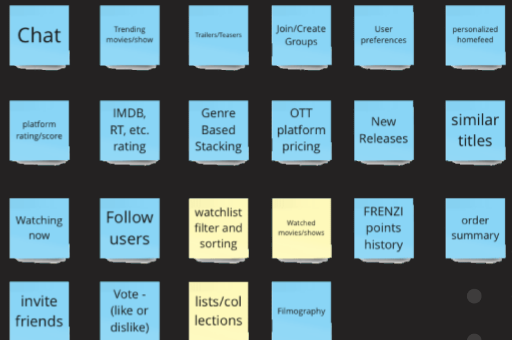 Chat
Trending
movies/show
Trailers/Teasers
Join/Create
Groups
User
preferences
personalized
homefeed
platform
rating/score
IMDB,
RT, etc.
rating
Genre
Based
Stacking
OTT
platform
pricing
New
Releases
similar
titles
Watching
now
Follow
users
watchlist
filter and
sorting
Watched
movies/shows
FRENZI
points
history
order
summary
invite
friends
Vote -
(like or
dislike)
lists/col
lections
Filmography